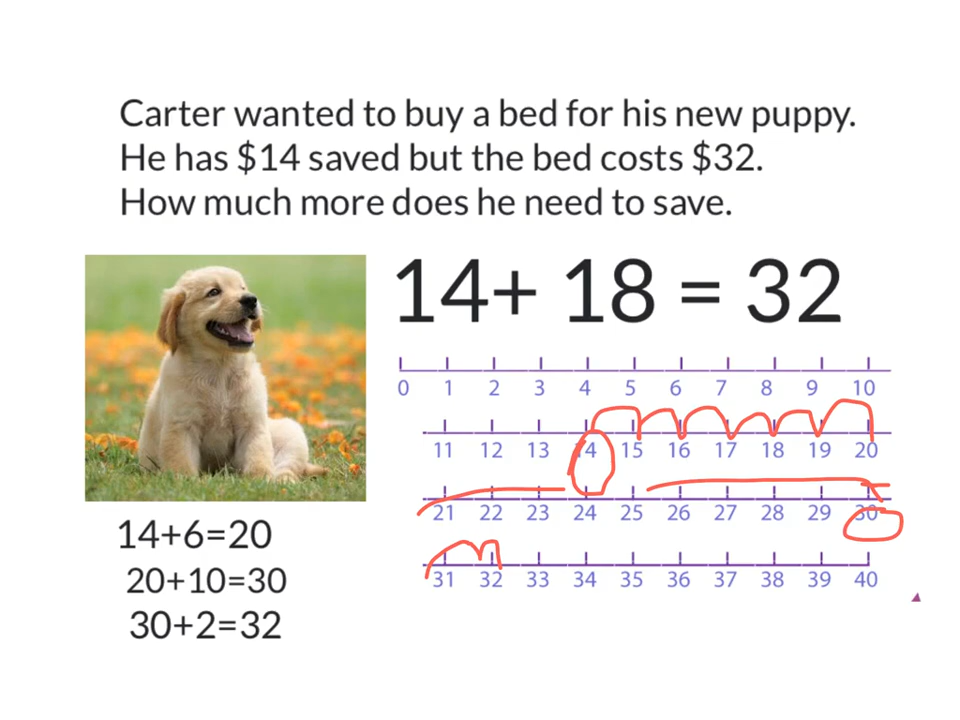 Carter wanted to buy a bed for his new puppy.
He has $14 saved but the bed costs $32.
How much more does he need to save.
14+ 18 = 32
0 1 2 3 4 5 6 7 8 9 10
11 12 13 14 15 16 17 18 19 20
21 22 23 24 25 26 27 28 29 30
31 32 33 34 35 36 37 38 39 40
14+6=20
20+10=30
30+2=32